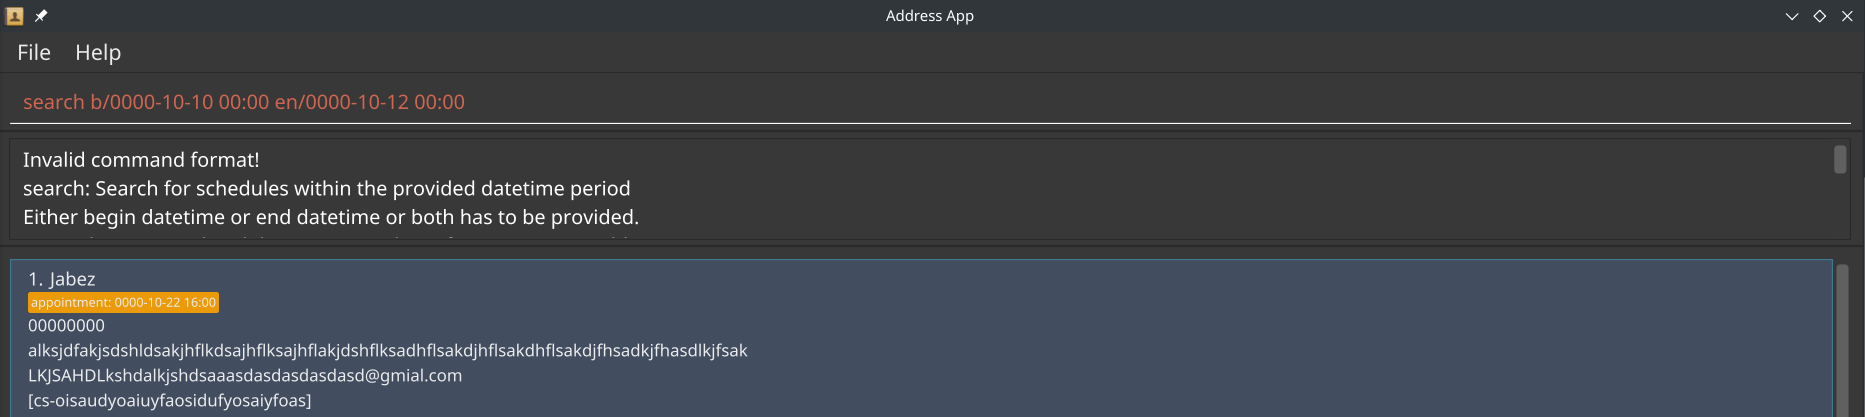 Address App
File Help
search b/0000-10-10 00:00 en/0000-10-12 00:00
Invalid command format!
search: Search for schedules within the provided datetime period
Either begin datetime or end datetime or both has to be provided.
1. Jabez
appointment: 0000-10-22 16:00
00000000
alksjdfakjsdshldsakjhflkdsajhflksajhflakjdshflksadhflsakdjhflsakdhflsakdjfhsadkjfhasdlkjfsak
LKJSAHDLkshdalkjshdsaaasdasdasdasdasd@gmial.com
[cs-oisaudyoaiuyfaosidufyosaiyfoas]